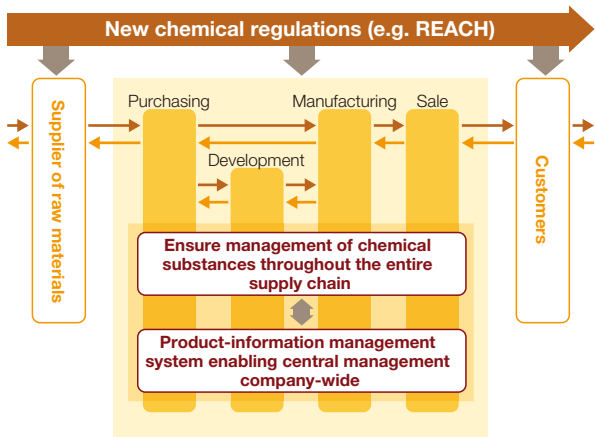 New chemical regulations (e.g. REACH)
Purchasing
Manufacturing
Sale
Development
Supplier of raw materials
Customers
Ensure management of chemical
substances throughout the entire
supply chain
Product-information management
system enabling central management
company-wide